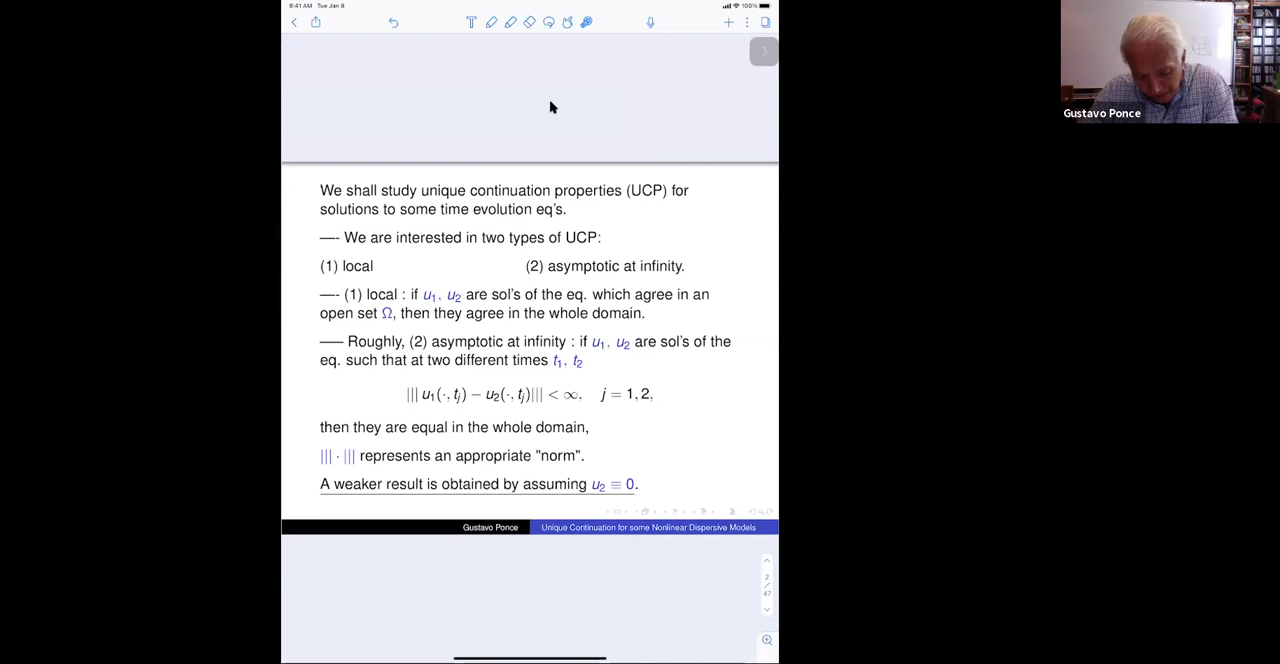 9:41 AM Tue Jan 9
100%
Gustavo Ponce
We shall study unique continuation properties (UCP) for
solutions to some time evolution eq's.
—- We are interested in two types of UCP:
(1) local (2) asymptotic at infinity.
—- (1) local : if u₁, u₂ are sol's of the eq. which agree in an
open set Ω, then they agree in the whole domain.
—– Roughly, (2) asymptotic at infinity : if u₁, u₂ are sol's of the
eq. such that at two different times t₁, t₂
||| u₁(·, tⱼ) − u₂(·, tⱼ)||| < ∞, j = 1, 2,
then they are equal in the whole domain,
||| · ||| represents an appropriate "norm".
A weaker result is obtained by assuming u₂ ≡ 0.
Gustavo Ponce Unique Continuation for some Nonlinear Dispersive Models
2
/
47